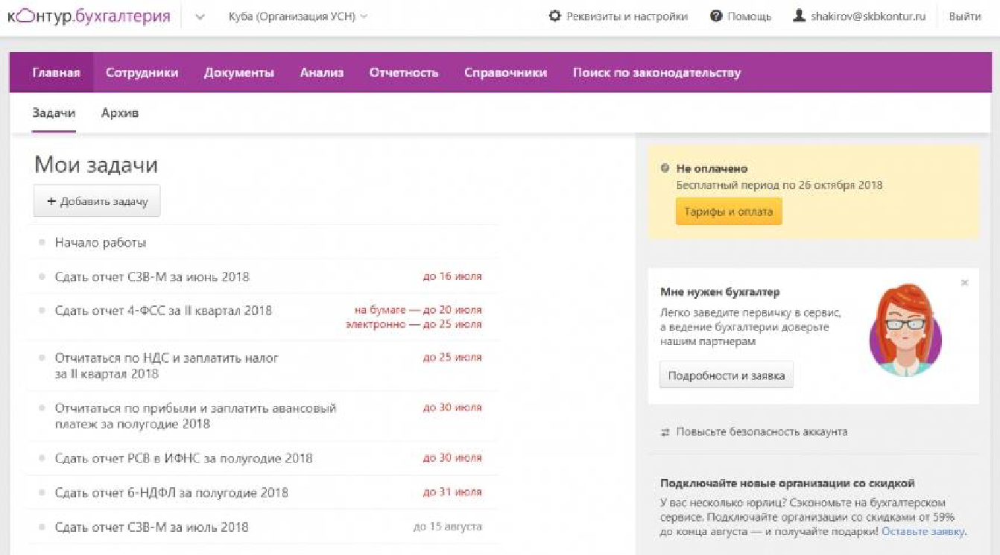 контур.бухгалтерия
Куба (Организация УСН)
Реквизиты и настройки
Помощь
shakirov@skbkontur.ru
Выйти
Главная
Сотрудники
Документы
Анализ
Отчетность
Справочники
Поиск по законодательству
Задачи
Архив
Мои задачи
+ Добавить задачу
Начало работы
Сдать отчет СЗВ-М за июнь 2018
до 16 июля
Сдать отчет 4-ФСС за II квартал 2018
на бумаге — до 20 июля
электронно — до 25 июля
Отчитаться по НДС и заплатить налог
за II квартал 2018
до 25 июля
Отчитаться по прибыли и заплатить авансовый
платеж за полугодие 2018
до 30 июля
Сдать отчет РСВ в ИФНС за полугодие 2018
до 30 июля
Сдать отчет 6-НДФЛ за полугодие 2018
до 31 июля
Сдать отчет СЗВ-М за июль 2018
до 15 августа
Не оплачено
Бесплатный период по 26 октября 2018
Тарифы и оплата
Мне нужен бухгалтер
Легко заведите первичку в сервис,
а ведение бухгалтерии доверьте
нашим партнерам
Подробности и заявка
Повысьте безопасность аккаунта
Подключайте новые организации со скидкой
У вас несколько юрлиц? Сэкономьте на бухгалтерском
сервисе. Подключайте организации со скидками от 59%
до конца августа — и получайте подарки! Оставьте заявку.